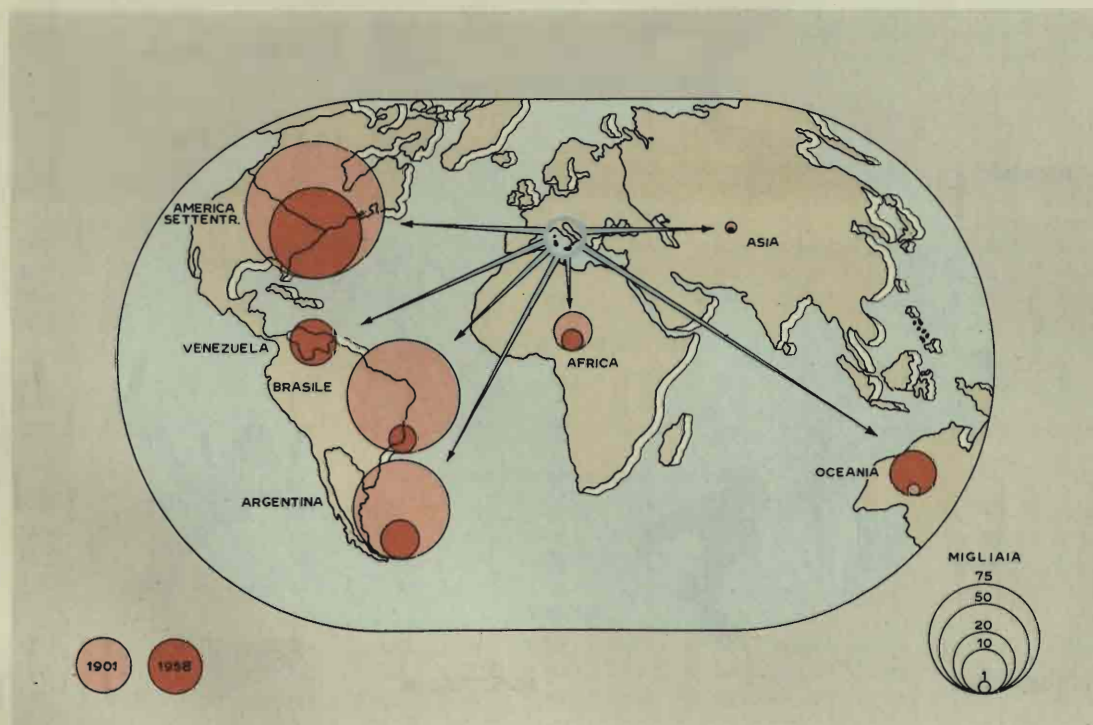 AMERICA
SETTENTR.
ASIA
VENEZUELA
AFRICA
BRASILE
OCEANIA
ARGENTINA
MIGLIAIA
75
50
20
10
1
1901
1958